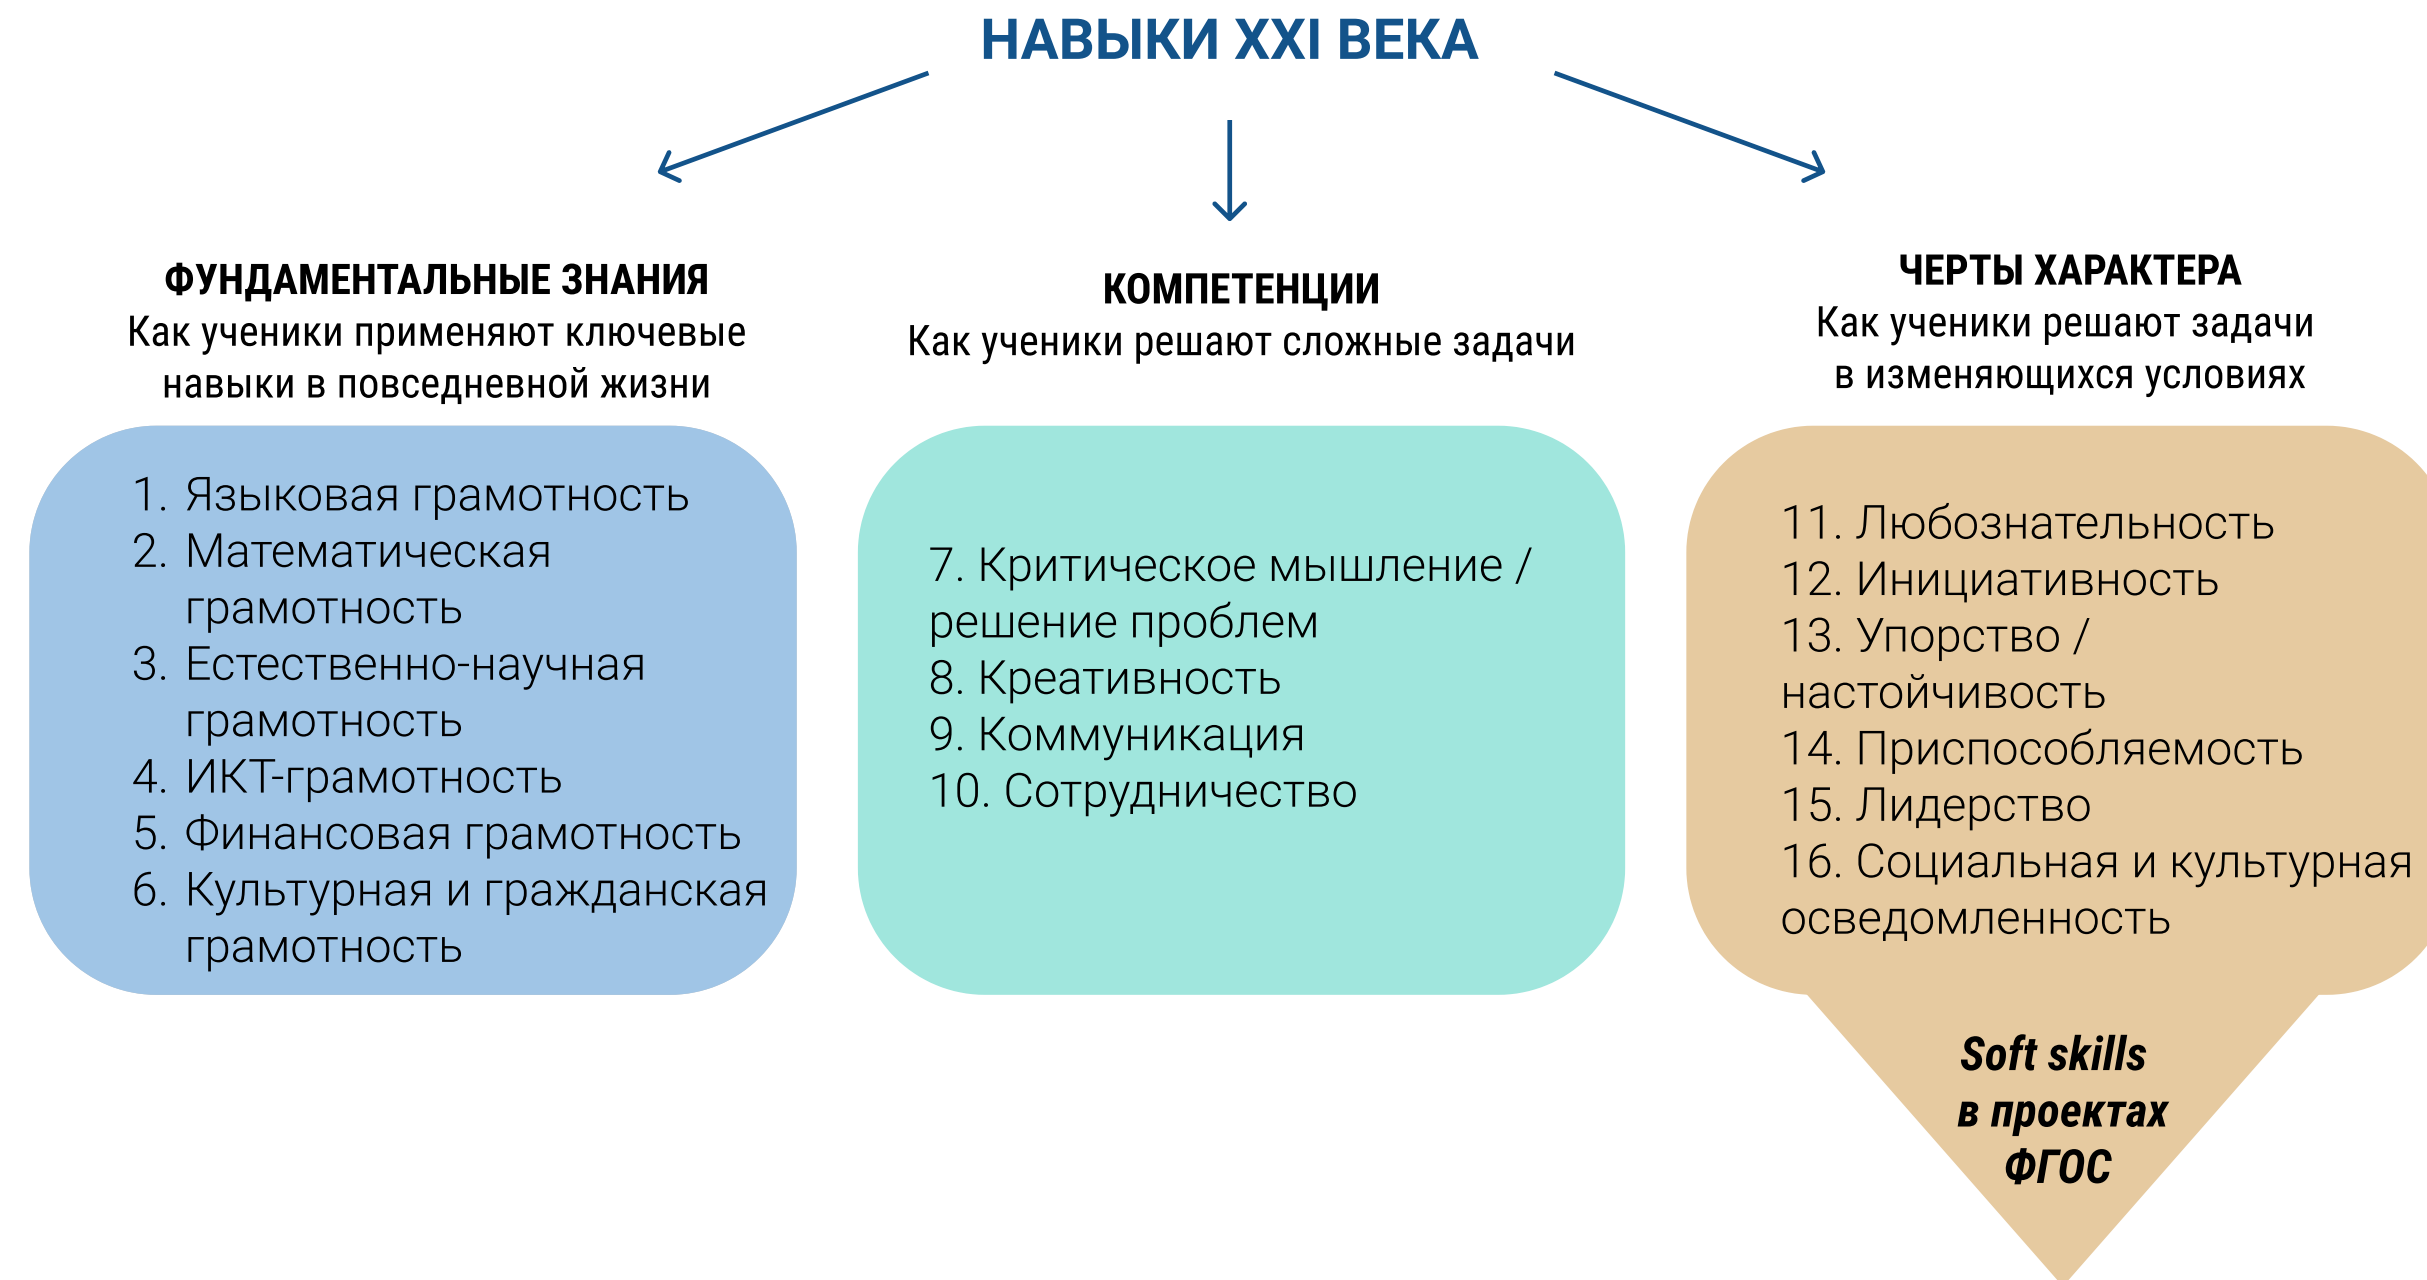 НАВЫКИ XXI ВЕКА
ФУНДАМЕНТАЛЬНЫЕ ЗНАНИЯ
Как ученики применяют ключевые
навыки в повседневной жизни
1. Языковая грамотность
2. Математическая
грамотность
3. Естественно-научная
грамотность
4. ИКТ-грамотность
5. Финансовая грамотность
6. Культурная и гражданская
грамотность
КОМПЕТЕНЦИИ
Как ученики решают сложные задачи
7. Критическое мышление /
решение проблем
8. Креативность
9. Коммуникация
10. Сотрудничество
ЧЕРТЫ ХАРАКТЕРА
Как ученики решают задачи
в изменяющихся условиях
11. Любознательность
12. Инициативность
13. Упорство /
настойчивость
14. Приспособляемость
15. Лидерство
16. Социальная и культурная
осведомленность
Soft skills
в проектах
ФГОС